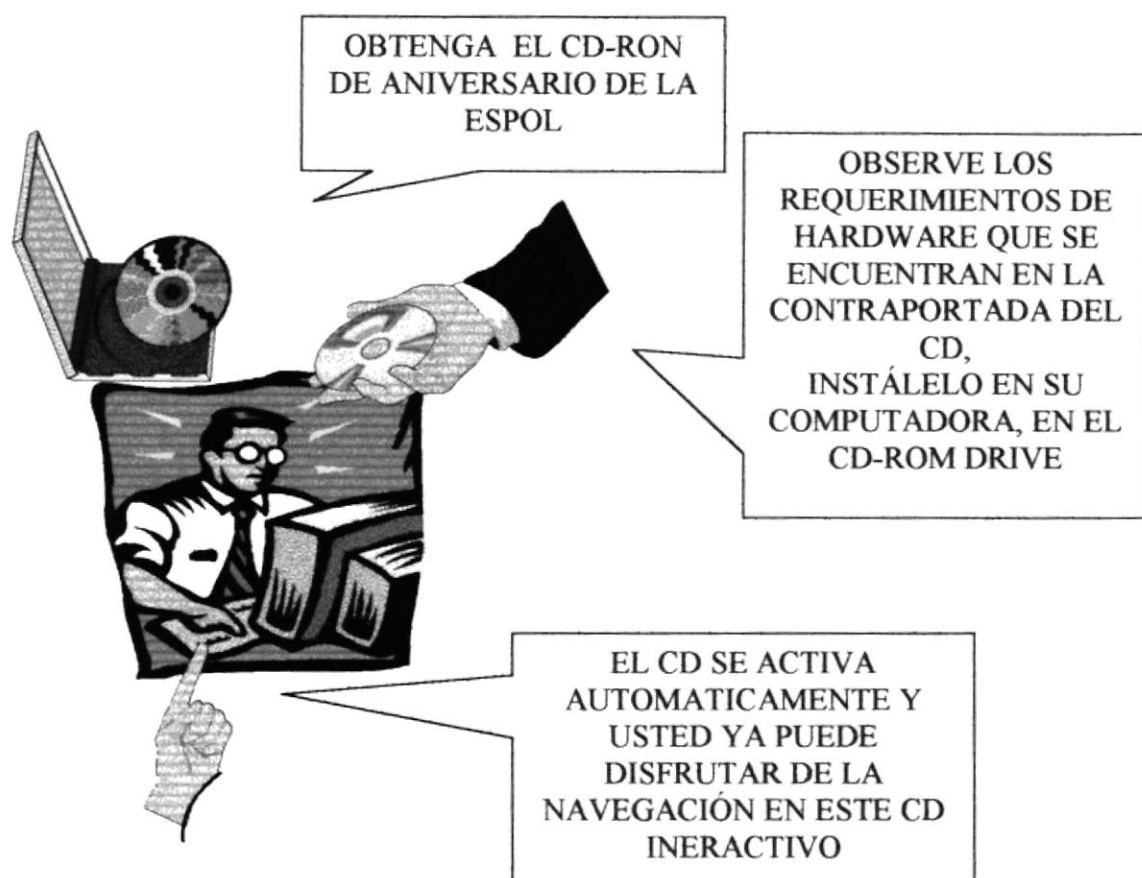 OBTENGA EL CD-RON
DE ANIVERSARIO DE LA
ESPOL
OBSERVE LOS
REQUERIMIENTOS DE
HARDWARE QUE SE
ENCUENTRAN EN LA
CONTRAPORTADA DEL
CD,
INSTÁLELO EN SU
COMPUTADORA, EN EL
CD-ROM DRIVE
EL CD SE ACTIVA
AUTOMATICAMENTE Y
USTED YA PUEDE
DISFRUTAR DE LA
NAVEGACIÓN EN ESTE CD
INERACTIVO